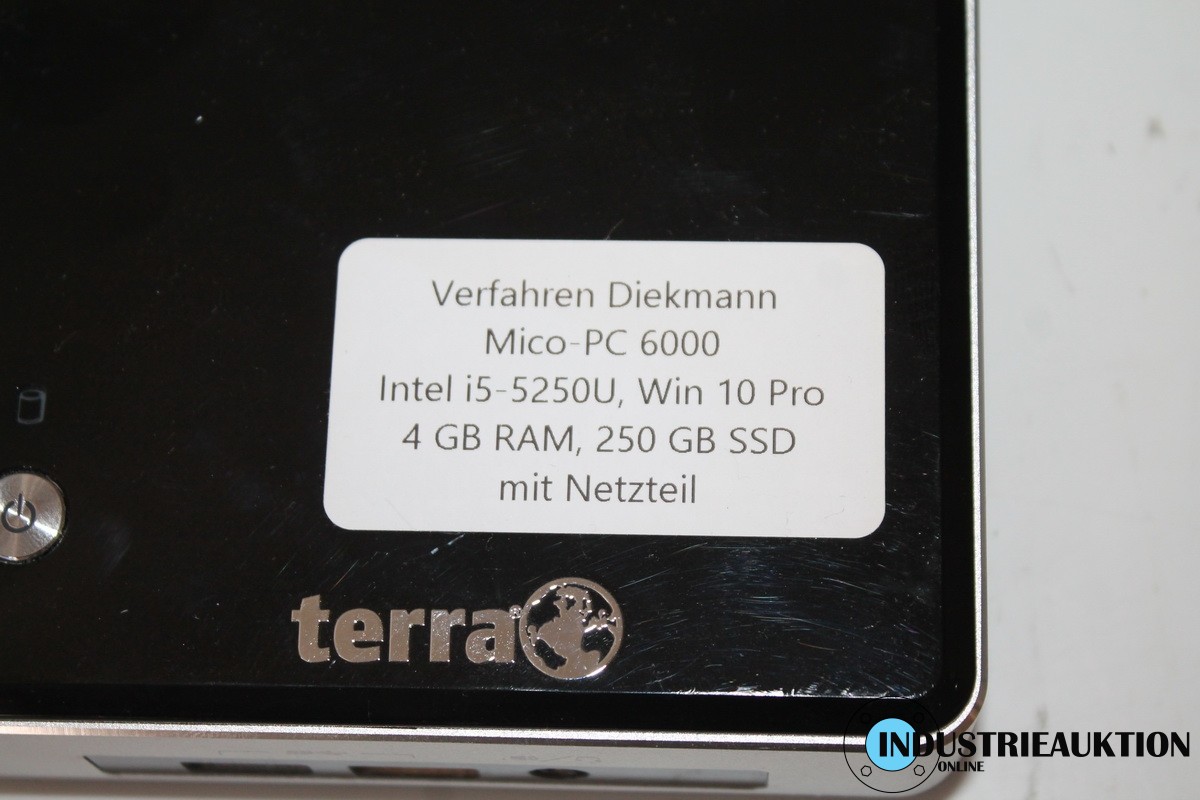 Verfahren Diekmann
Mico-PC 6000
Intel i5-5250U, Win 10 Pro
4 GB RAM, 250 GB SSD
mit Netzteil
terra®
INDUSTRIEAUKTION
ONLINE